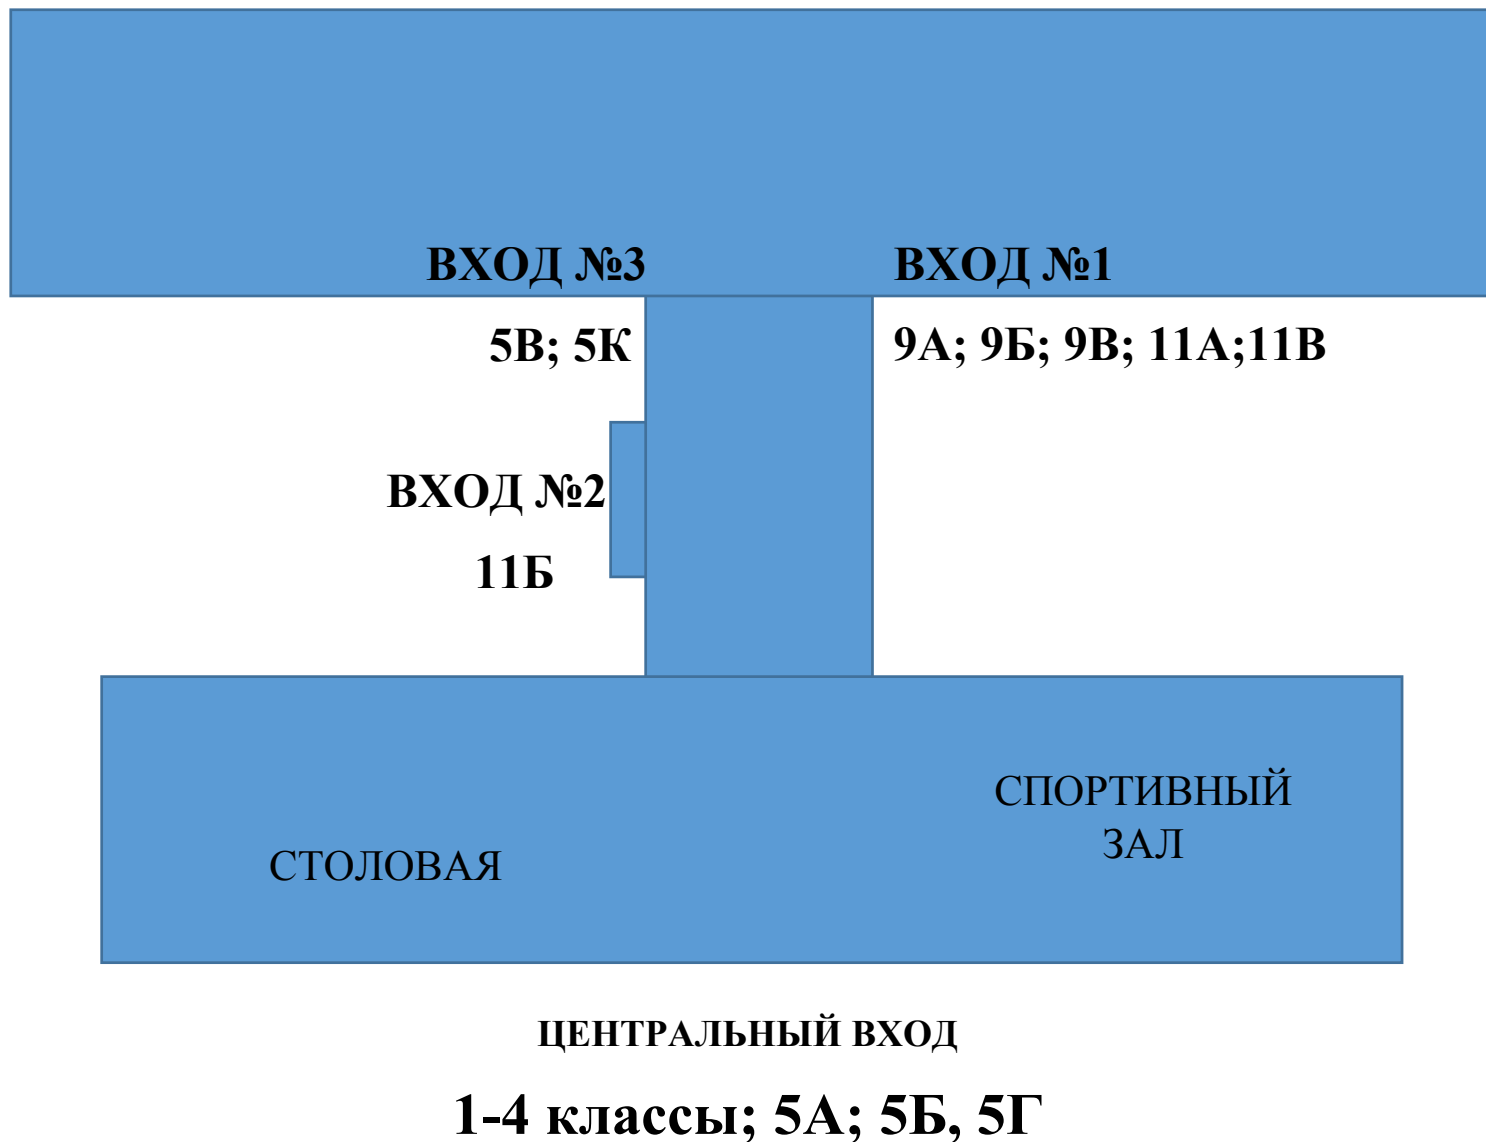 ВХОД №3
ВХОД №1
5В; 5К
9А; 9Б; 9В; 11А;11В
ВХОД №2
11Б
СПОРТИВНЫЙ
ЗАЛ
СТОЛОВАЯ
ЦЕНТРАЛЬНЫЙ ВХОД
1-4 классы; 5А; 5Б, 5Г